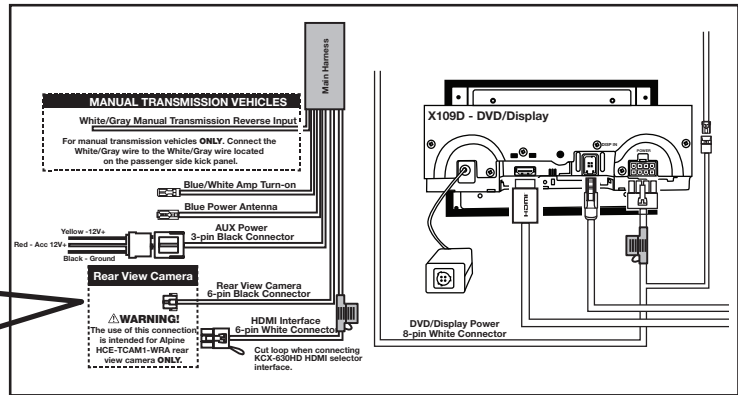 Main Harness
MANUAL TRANSMISSION VEHICLES
White/Gray Manual Transmission Reverse Input
For manual transmission vehicles ONLY. Connect the
White/Gray wire to the White/Gray wire located
on the passenger side kick panel.
Blue/White Amp Turn-on
Blue Power Antenna
AUX Power
3-pin Black Connector
Yellow -12V+
Red - Acc 12V+
Black - Ground
Rear View Camera
⚠WARNING!
The use of this connection
is intended for Alpine
HCE-TCAM1-WRA rear
view camera ONLY.
Rear View Camera
6-pin Black Connector
HDMI Interface
6-pin White Connector
Cut loop when connecting
KCX-630HD HDMI selector
interface.
X109D - DVD/Display
DISP IN
POWER
HDMI
DVD/Display Power
8-pin White Connector